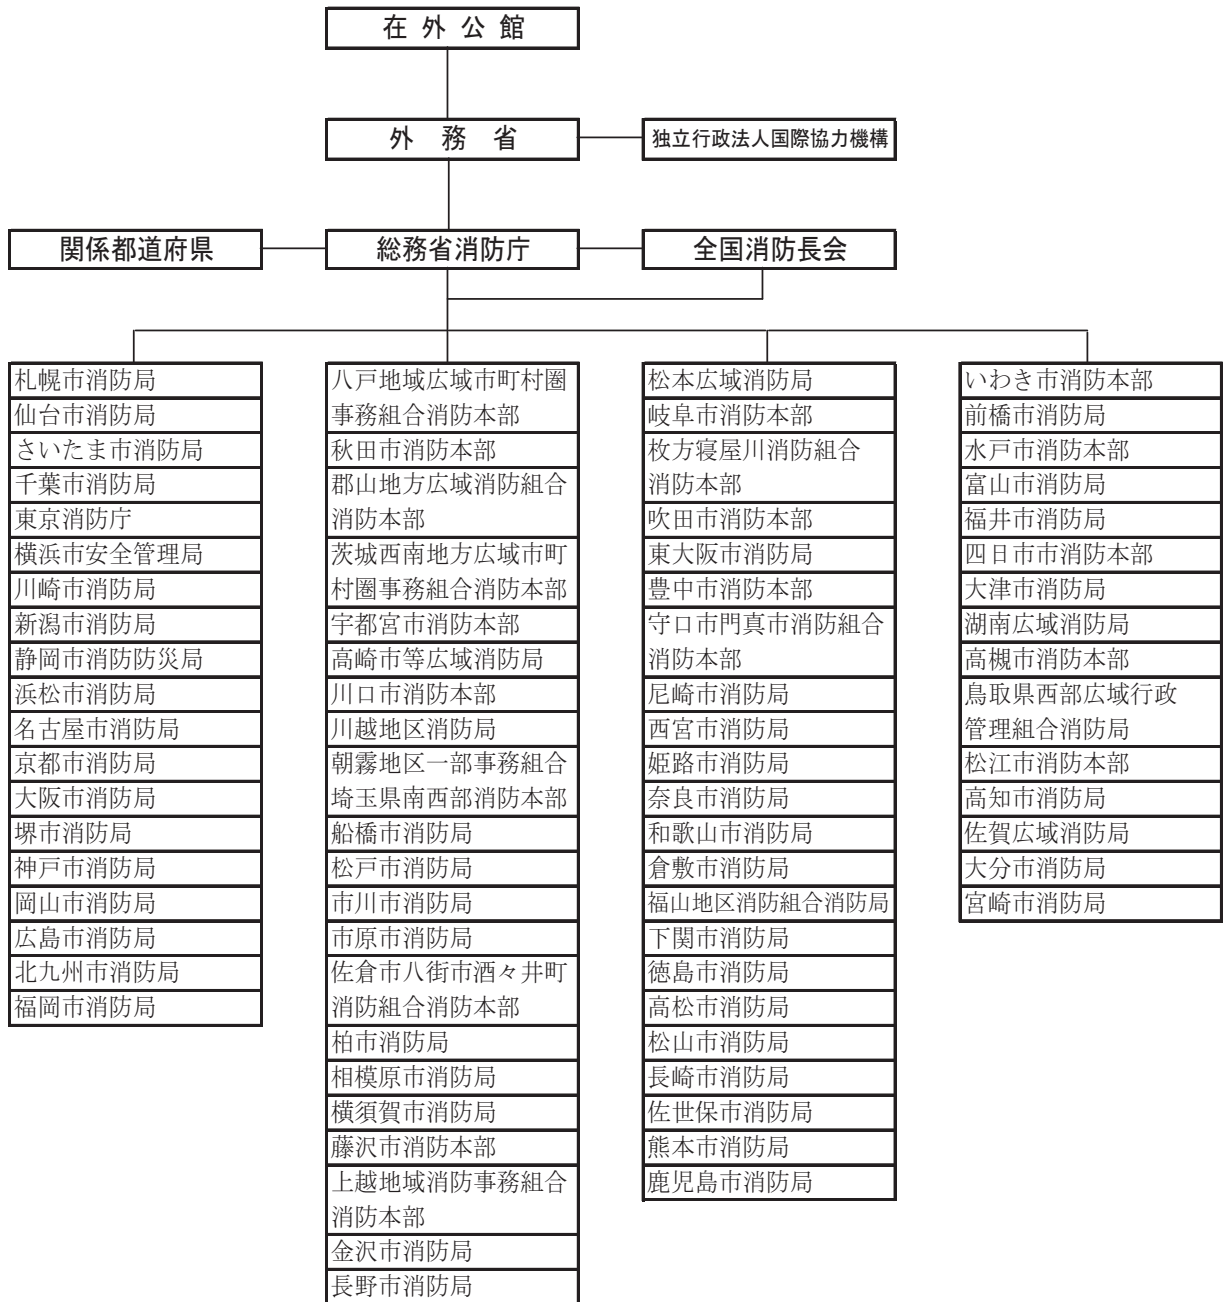 在外公館
外務省
独立行政法人国際協力機構
関係都道府県
総務省消防庁
全国消防長会
札幌市消防局
仙台市消防局
さいたま市消防局
千葉市消防局
東京消防庁
横浜市安全管理局
川崎市消防局
新潟市消防局
静岡市消防防災局
浜松市消防局
名古屋市消防局
京都市消防局
大阪市消防局
堺市消防局
神戸市消防局
岡山市消防局
広島市消防局
北九州市消防局
福岡市消防局
八戸地域広域市町村圏
事務組合消防本部
秋田市消防本部
郡山地方広域消防組合
消防本部
茨城西南地方広域市町
村圏事務組合消防本部
宇都宮市消防本部
高崎市等広域消防局
川口市消防本部
川越地区消防局
朝霧地区一部事務組合
埼玉県南西部消防本部
船橋市消防局
松戸市消防局
市川市消防局
市原市消防局
佐倉市八街市酒々井町
消防組合消防本部
柏市消防局
相模原市消防局
横須賀市消防局
藤沢市消防本部
上越地域消防事務組合
消防本部
金沢市消防局
長野市消防局
松本広域消防局
岐阜市消防本部
枚方寝屋川消防組合
消防本部
吹田市消防本部
東大阪市消防局
豊中市消防本部
守口市門真市消防組合
消防本部
尼崎市消防局
西宮市消防局
姫路市消防局
奈良市消防局
和歌山市消防局
倉敷市消防局
福山地区消防組合消防局
下関市消防局
徳島市消防局
高松市消防局
松山市消防局
長崎市消防局
佐世保市消防局
熊本市消防局
鹿児島市消防局
いわき市消防本部
前橋市消防局
水戸市消防本部
富山市消防局
福井市消防局
四日市市消防本部
大津市消防局
湖南広域消防局
高槻市消防本部
鳥取県西部広域行政
管理組合消防局
松江市消防本部
高知市消防局
佐賀広域消防局
大分市消防局
宮崎市消防局